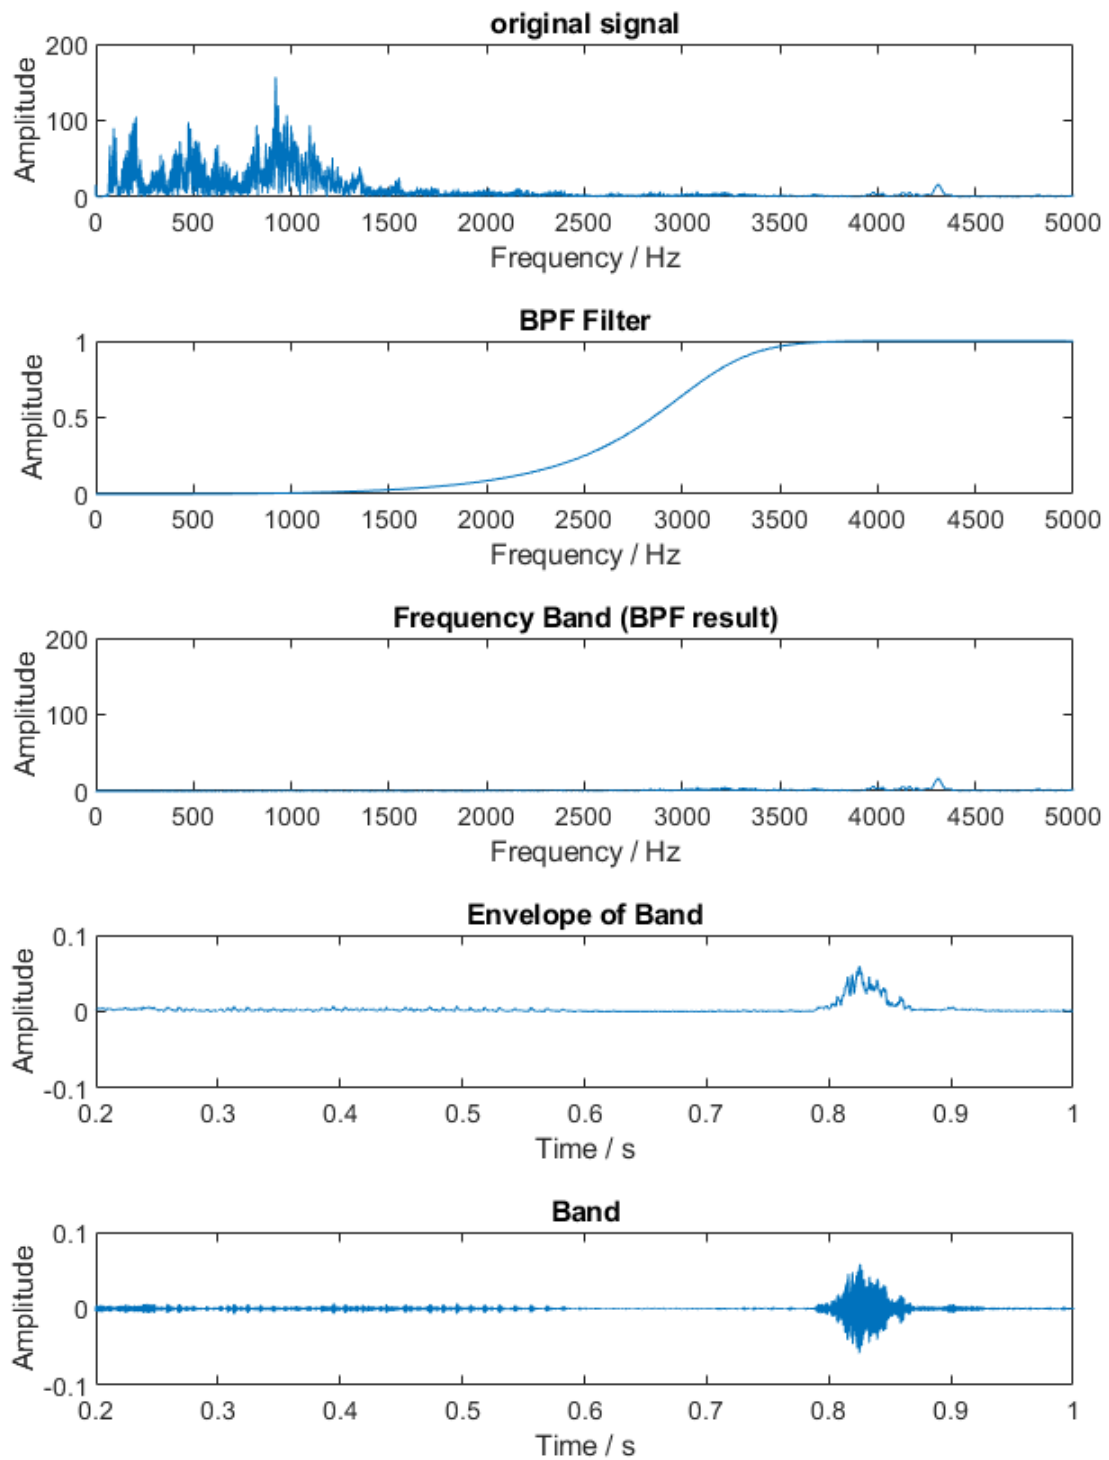 original signal
200
100
0
Amplitude
0 500 1000 1500 2000 2500 3000 3500 4000 4500 5000
Frequency / Hz
BPF Filter
1
0.5
0
Amplitude
0 500 1000 1500 2000 2500 3000 3500 4000 4500 5000
Frequency / Hz
Frequency Band (BPF result)
200
100
0
Amplitude
0 500 1000 1500 2000 2500 3000 3500 4000 4500 5000
Frequency / Hz
Envelope of Band
0.1
0
-0.1
Amplitude
0.2 0.3 0.4 0.5 0.6 0.7 0.8 0.9 1
Time / s
Band
0.1
0
-0.1
Amplitude
0.2 0.3 0.4 0.5 0.6 0.7 0.8 0.9 1
Time / s